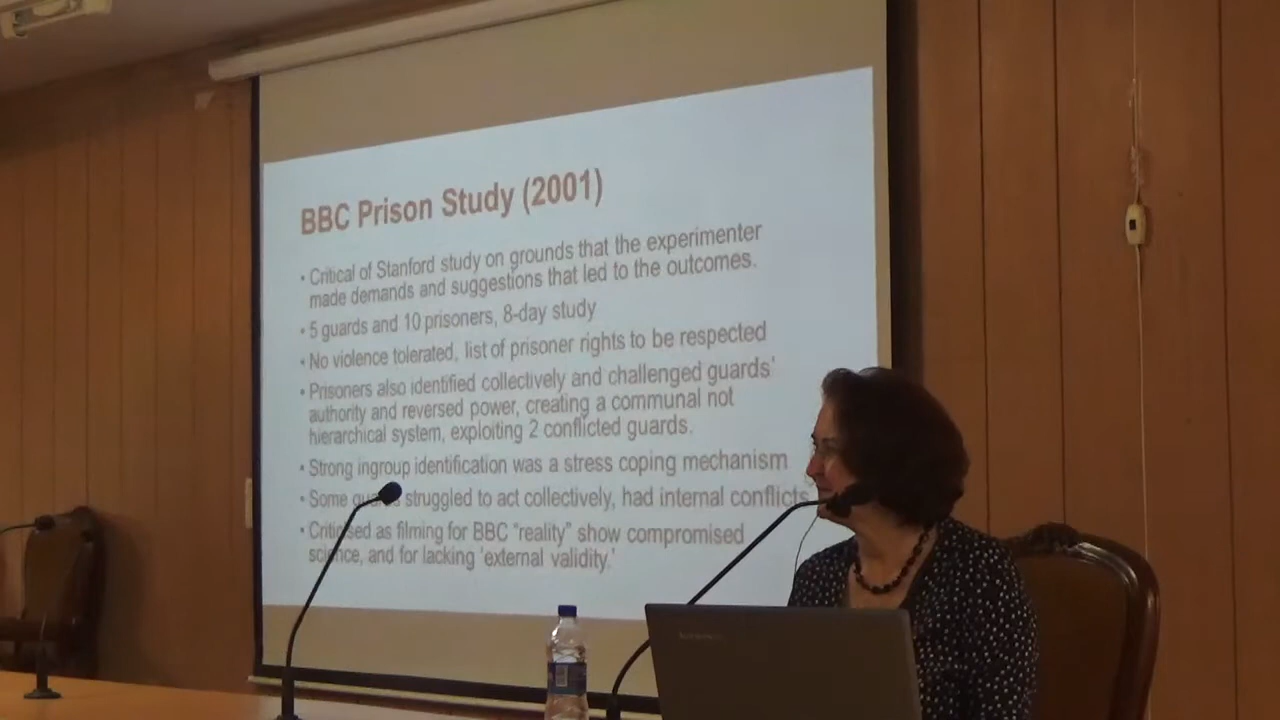 BBC Prison Study (2001)
• Critical of Stanford study on grounds that the experimenter
made demands and suggestions that led to the outcomes.
• 5 guards and 10 prisoners, 8-day study
• No violence tolerated, list of prisoner rights to be respected
• Prisoners also identified collectively and challenged guards'
authority and reversed power, creating a communal not
hierarchical system, exploiting 2 conflicted guards.
• Strong ingroup identification was a stress coping mechanism
• Some guards struggled to act collectively, had internal conflicts
• Criticised as filming for BBC "reality" show compromised
science, and for lacking 'external validity.'